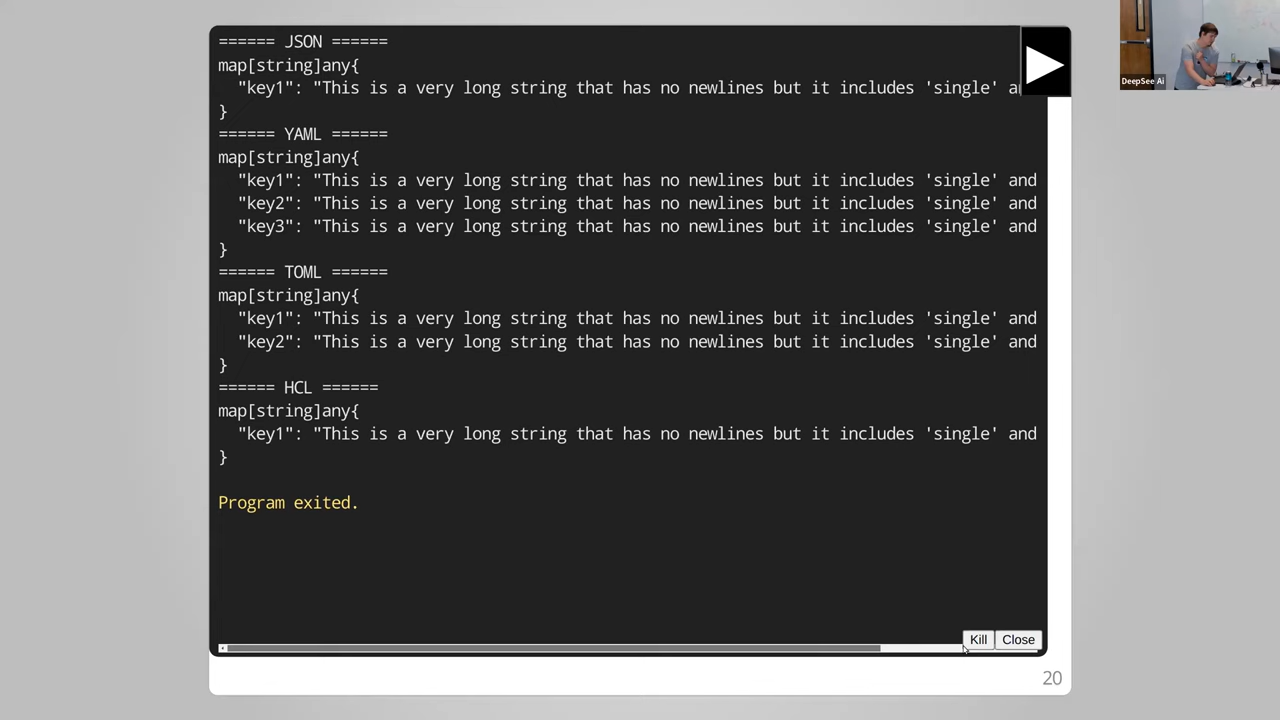 ====== JSON ======
map[string]any{
"key1": "This is a very long string that has no newlines but it includes 'single' an
}
====== YAML ======
map[string]any{
"key1": "This is a very long string that has no newlines but it includes 'single' and
"key2": "This is a very long string that has no newlines but it includes 'single' and
"key3": "This is a very long string that has no newlines but it includes 'single' and
}
====== TOML ======
map[string]any{
"key1": "This is a very long string that has no newlines but it includes 'single' and
"key2": "This is a very long string that has no newlines but it includes 'single' and
}
====== HCL ======
map[string]any{
"key1": "This is a very long string that has no newlines but it includes 'single' and
}
Program exited.
Kill Close
20
DeepSee Ai